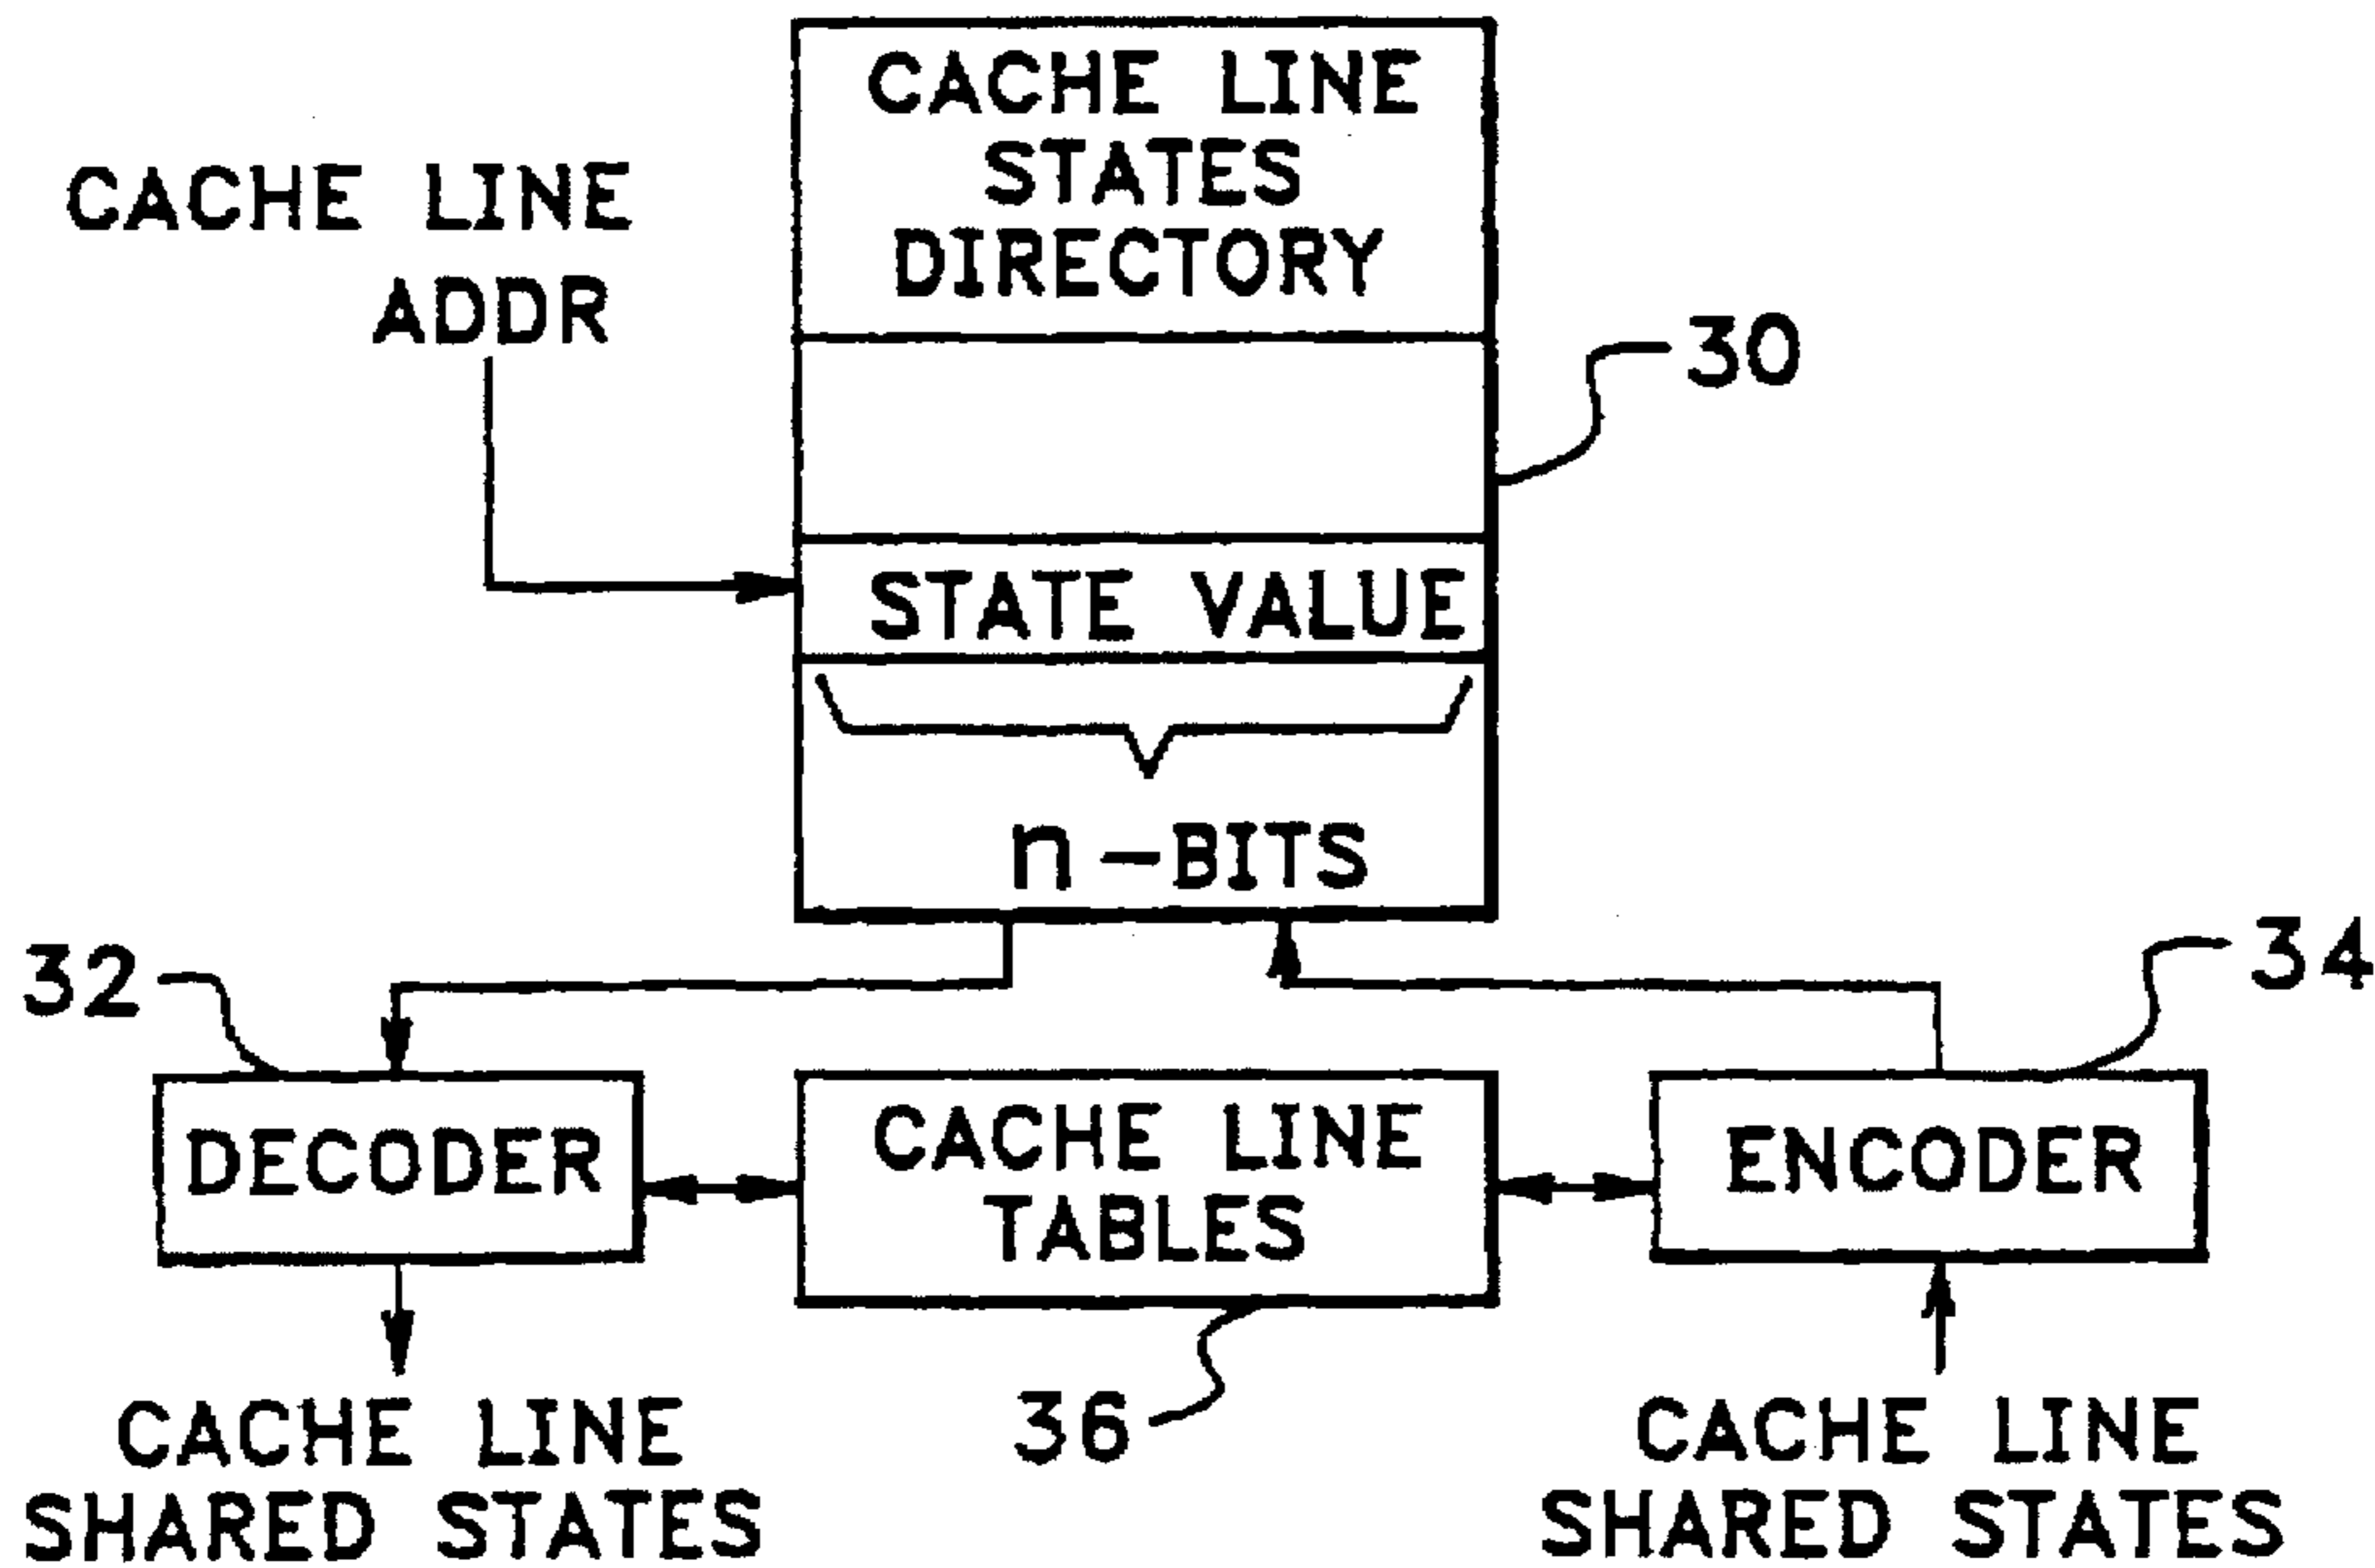 CACHE LINE
STATES
DIRECTORY
CACHE LINE
ADDR
30
STATE VALUE
n-BITS
32
34
DECODER
CACHE LINE
TABLES
ENCODER
CACHE LINE
SHARED STATES
36
CACHE LINE
SHARED STATES